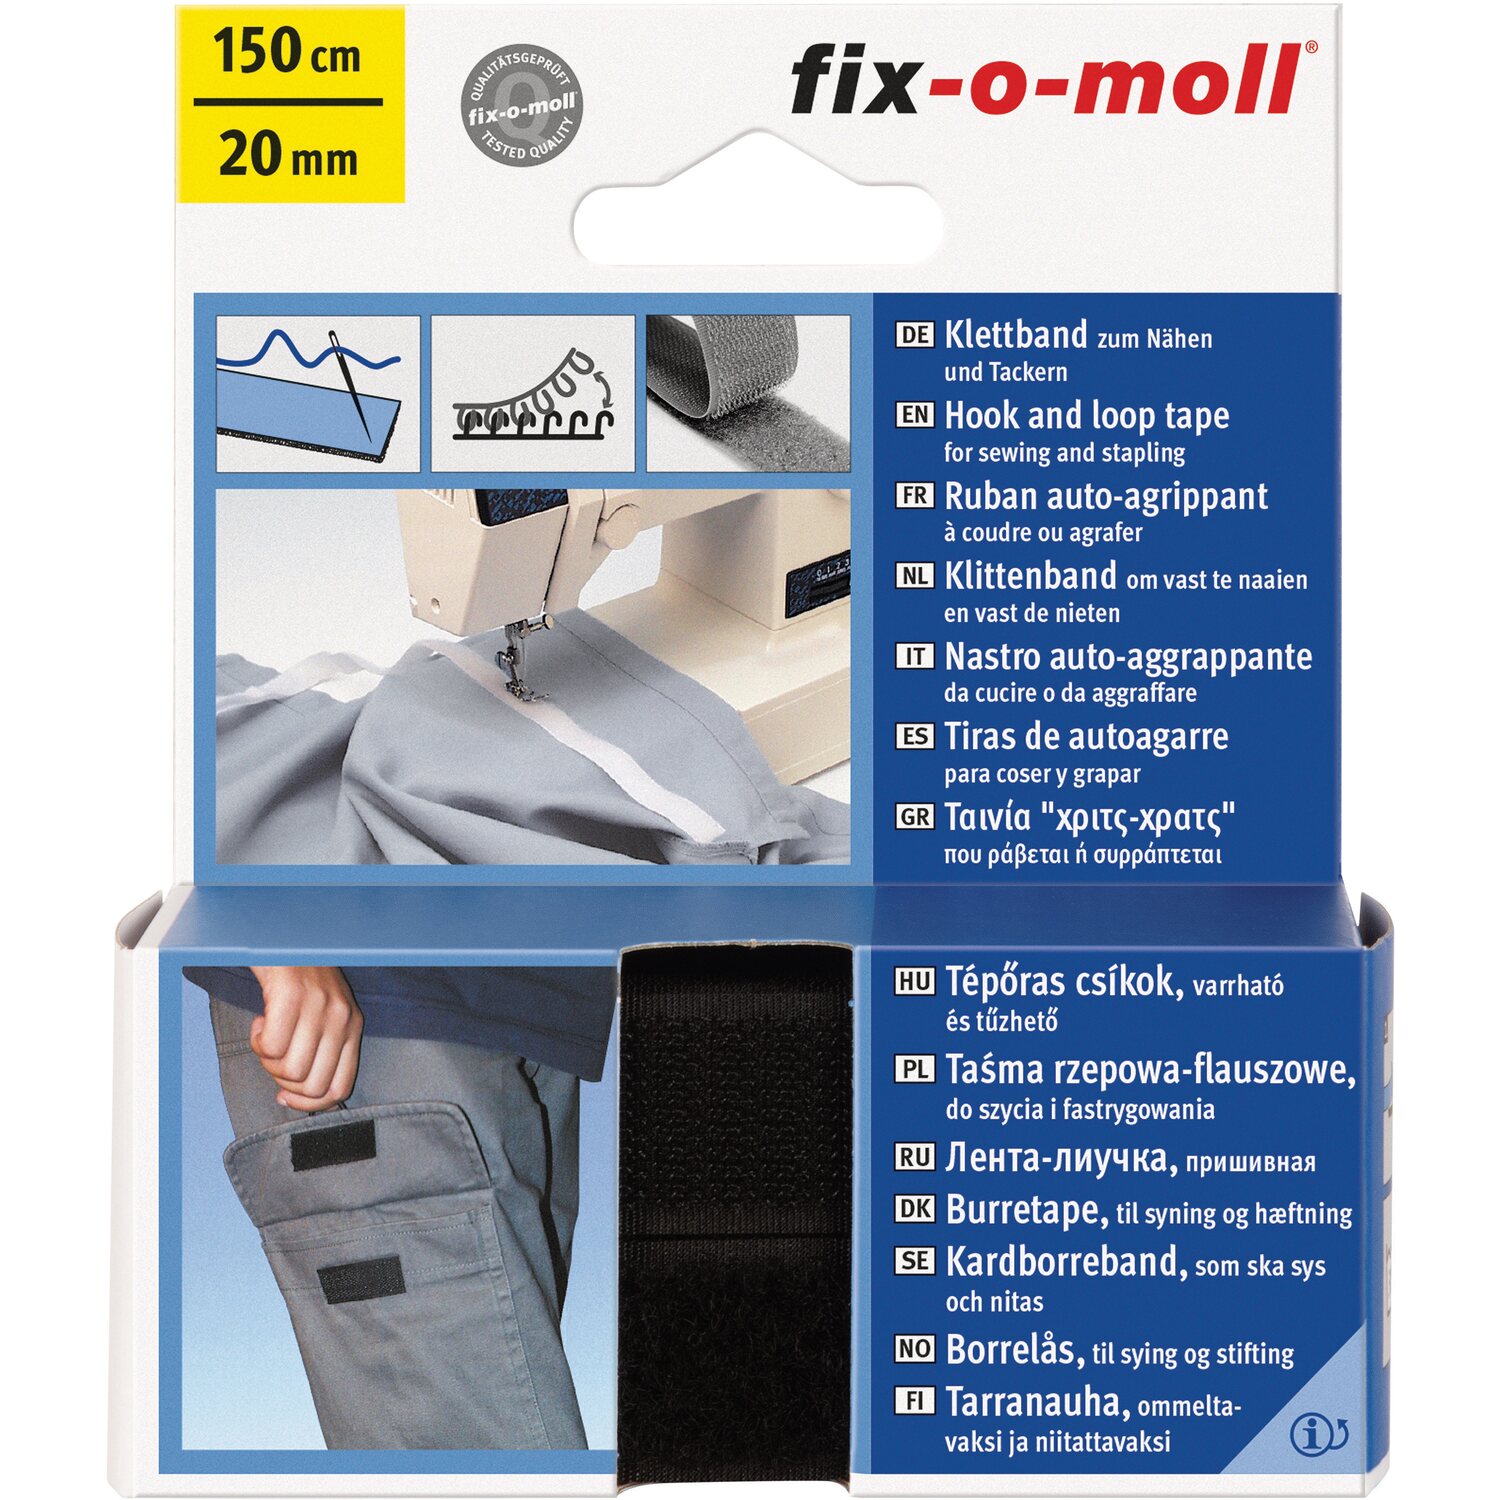 150 cm
20 mm
QUALITÄTSGEPRÜFT
fix-o-moll
TESTED QUALITY
fix-o-moll®
DE Klettband zum Nähen
und Tackern
EN Hook and loop tape
for sewing and stapling
FR Ruban auto-agrippant
à coudre ou agrafer
NL Klittenband om vast te naaien
en vast de nieten
IT Nastro auto-aggrappante
da cucire o da aggraffare
ES Tiras de autoagarre
para coser y grapar
GR Ταινία "χριτς-χρατς"
που ράβεται ή συρράπτεται
HU Tépőras csíkok, varrható
és tűzhető
PL Taśma rzepowa-flauszowe,
do szycia i fastrygowania
RU Лента-лиучка, пришивная
DK Burretape, til syning og hæftning
SE Kardborreband, som ska sys
och nitas
NO Borrelås, til sying og stifting
FI Tarranauha, ommelta-
vaksi ja niitattavaksi